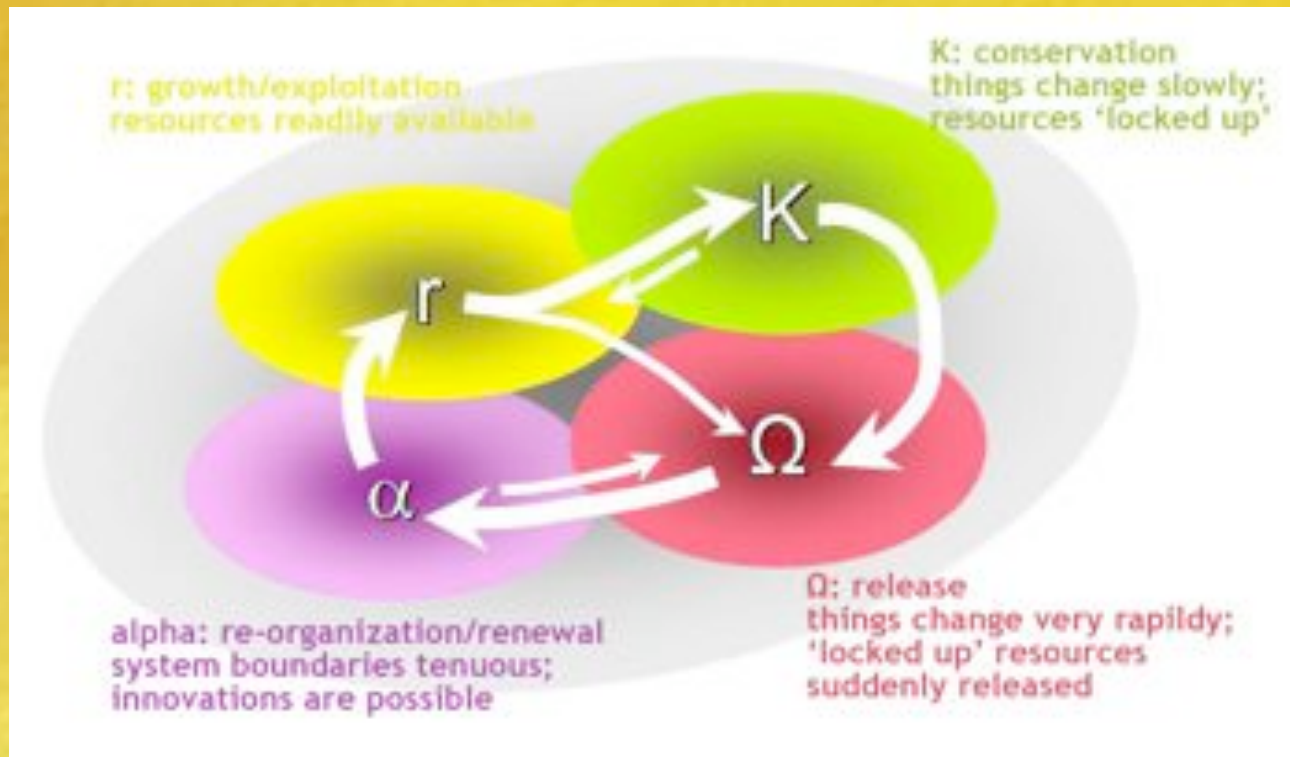 r: growth/exploitation
resources readily available
K: conservation
things change slowly;
resources ‘locked up’
K
r
Ω
α
alpha: re-organization/renewal
system boundaries tenuous;
innovations are possible
Ω: release
things change very rapildy;
‘locked up’ resources
suddenly released